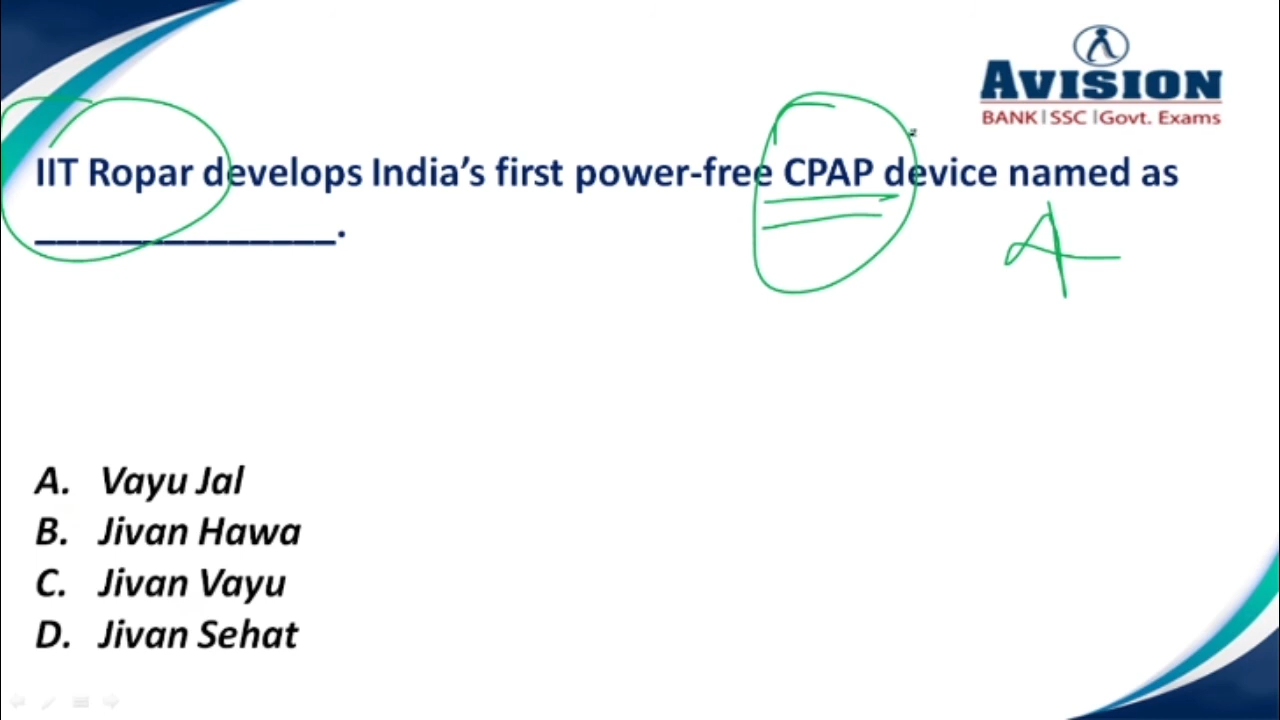 AVISION
BANK | SSC | Govt. Exams
IIT Ropar develops India's first power-free CPAP device named as
______________.
A
A. Vayu Jal
B. Jivan Hawa
C. Jivan Vayu
D. Jivan Sehat